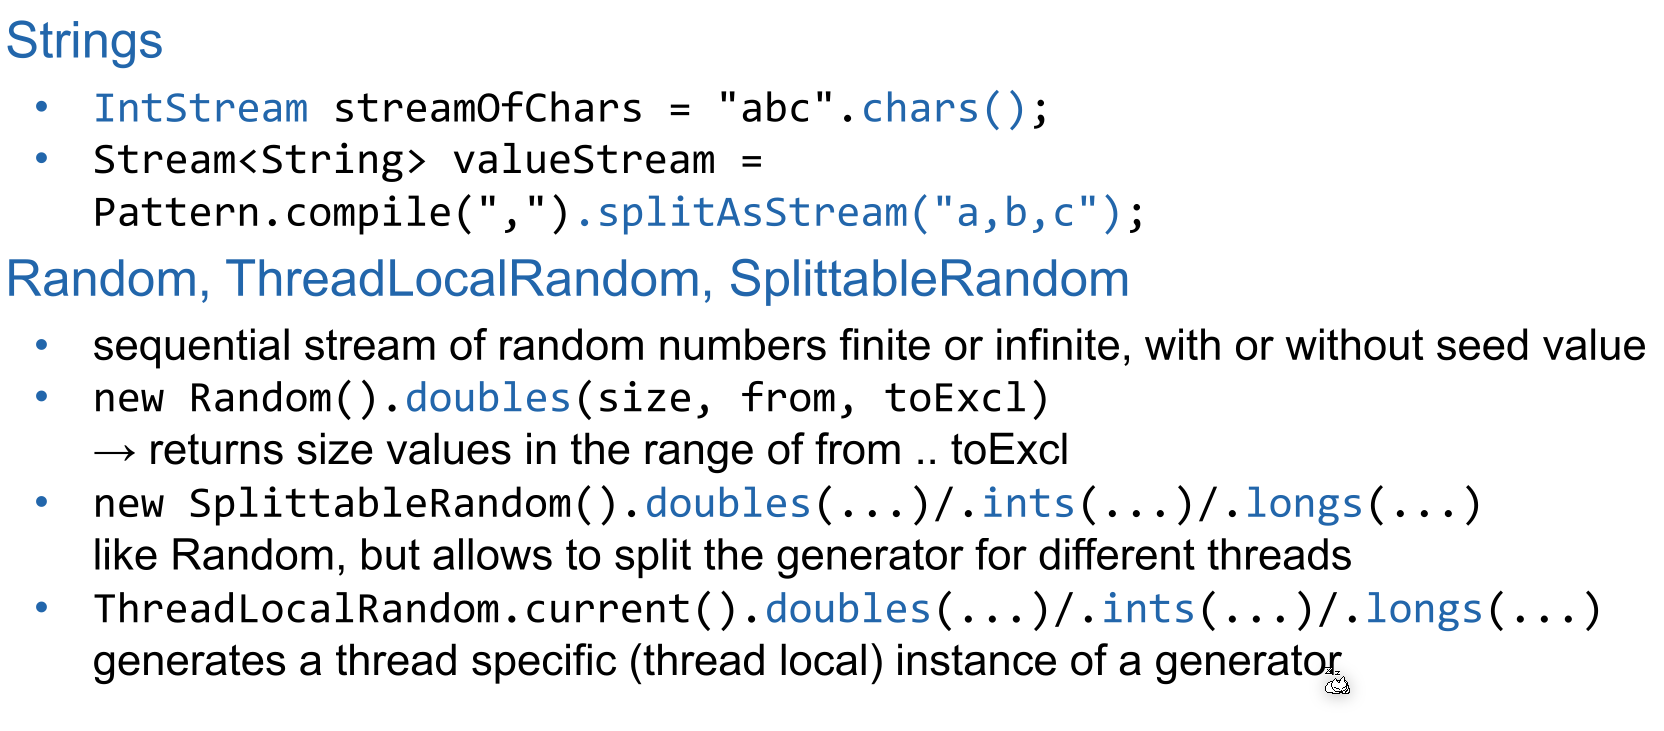 Strings
• IntStream streamOfChars = "abc".chars();
• Stream<String> valueStream =
Pattern.compile(",").splitAsStream("a,b,c");
Random, ThreadLocalRandom, SplittableRandom
• sequential stream of random numbers finite or infinite, with or without seed value
• new Random().doubles(size, from, toExcl)
→ returns size values in the range of from .. toExcl
• new SplittableRandom().doubles(...)/.ints(...)/.longs(...)
like Random, but allows to split the generator for different threads
• ThreadLocalRandom.current().doubles(...)/.ints(...)/.longs(...)
generates a thread specific (thread local) instance of a generator